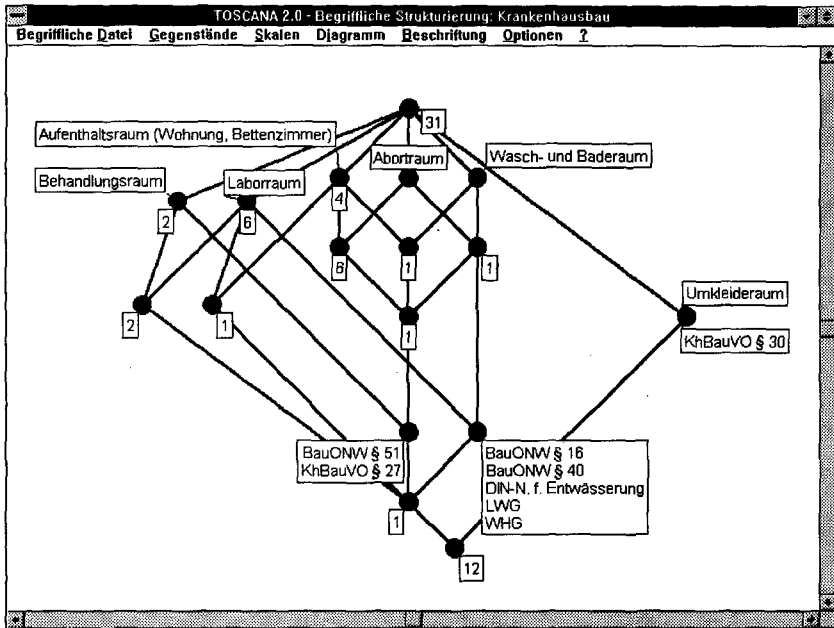 TOSCANA 2.0 - Begriffliche Strukturierung: Krankenhausbau
Begriffliche Datei Gegenstände Skalen Diagramm Beschriftung Optionen ?
31
Aufenthaltsraum (Wohnung, Bettenzimmer)
Abortraum
Wasch- und Baderaum
Behandlungsraum
Laborraum
4
2
6
8
1
1
Umkleideraum
2
1
1
KhBauVO § 30
BauONW § 51
KhBauVO § 27
BauONW § 16
BauONW § 40
DIN-N. f. Entwässerung
LWG
WHG
1
12